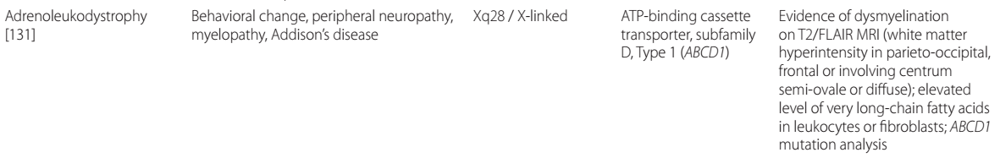 Adrenoleukodystrophy
[131]
Behavioral change, peripheral neuropathy,
myelopathy, Addison's disease
Xq28 / X-linked
ATP-binding cassette
transporter, subfamily
D, Type 1 (ABCD1)
Evidence of dysmyelination
on T2/FLAIR MRI (white matter
hyperintensity in parieto-occipital,
frontal or involving centrum
semi-ovale or diffuse); elevated
level of very long-chain fatty acids
in leukocytes or fibroblasts; ABCD1
mutation analysis